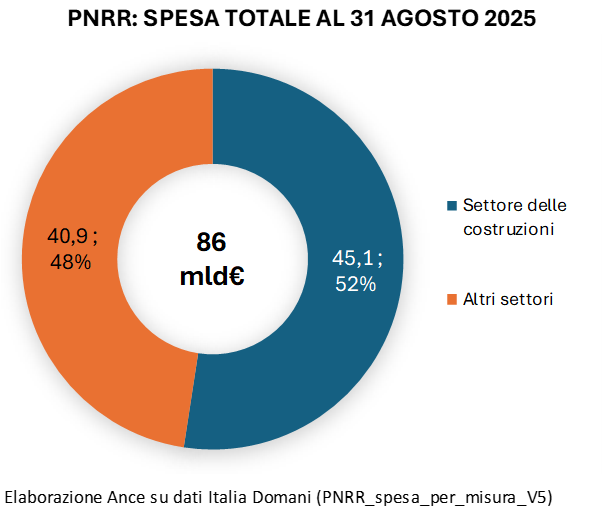 PNRR: SPESA TOTALE AL 31 AGOSTO 2025
40,9 ;
48%
86
mld€
45,1 ;
52%
Settore delle
costruzioni
Altri settori
Elaborazione Ance su dati Italia Domani (PNRR_spesa_per_misura_V5)